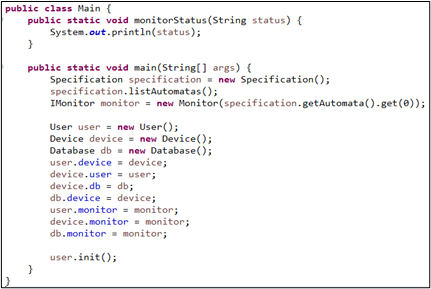 public class Main {
public static void monitorStatus(String status) {
System.out.println(status);
}
public static void main(String[] args) {
Specification specification = new Specification();
specification.listAutomatas();
IMonitor monitor = new Monitor(specification.getAutomata().get(0));
User user = new User();
Device device = new Device();
Database db = new Database();
user.device = device;
device.user = user;
device.db = db;
db.device = device;
user.monitor = monitor;
device.monitor = monitor;
db.monitor = monitor;
user.init();
}
}